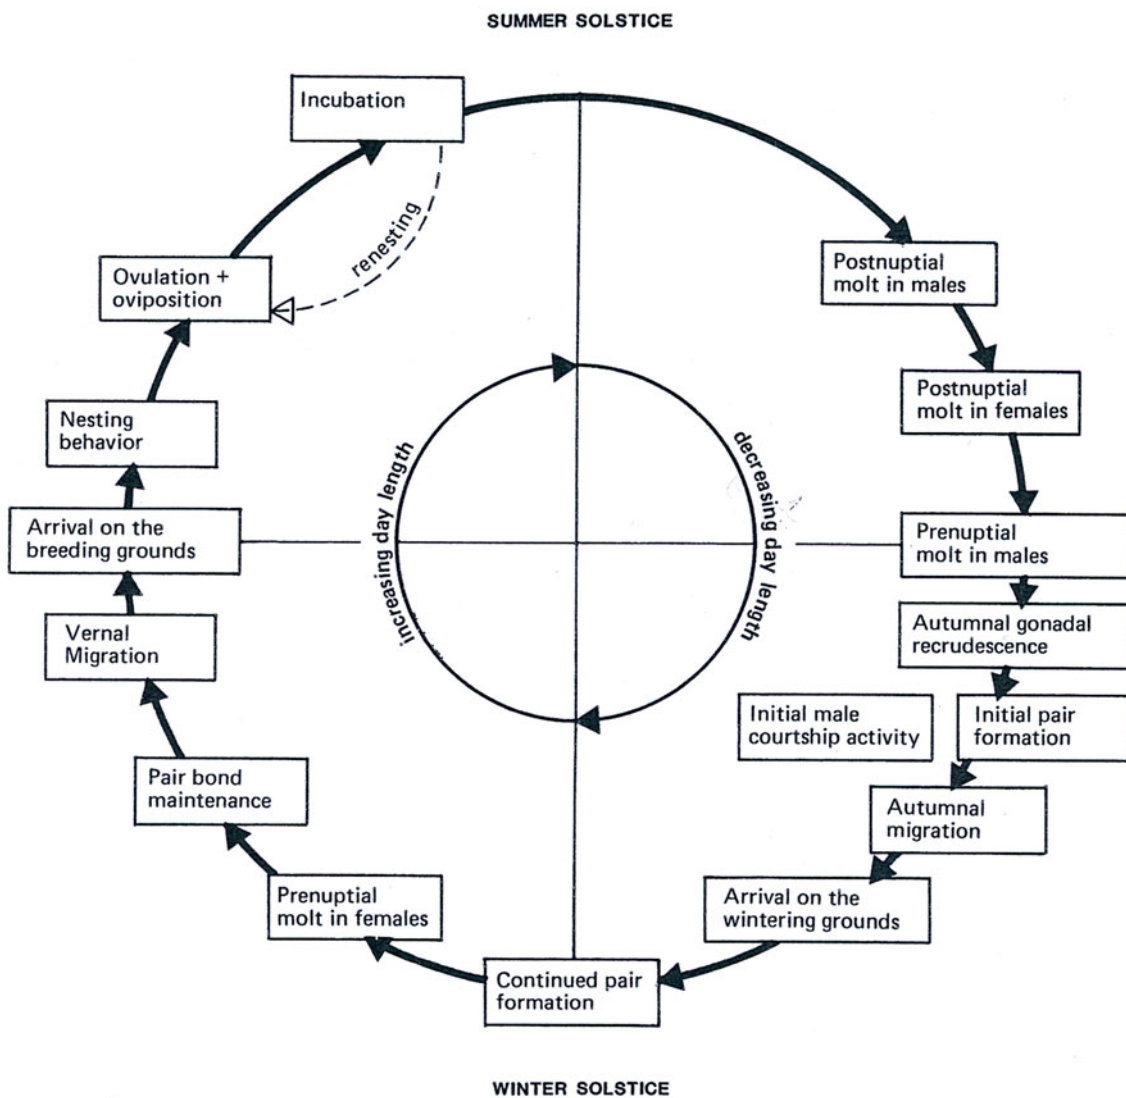 SUMMER SOLSTICE
Incubation
renesting
Ovulation +
oviposition
Postnuptial
molt in males
Postnuptial
molt in females
Nesting
behavior
increasing day length
decreasing day length
Arrival on the
breeding grounds
Prenuptial
molt in males
Vernal
Migration
Autumnal gonadal
recrudescence
Initial male
courtship activity
Initial pair
formation
Pair bond
maintenance
Autumnal
migration
Prenuptial
molt in females
Arrival on the
wintering grounds
Continued pair
formation
WINTER SOLSTICE